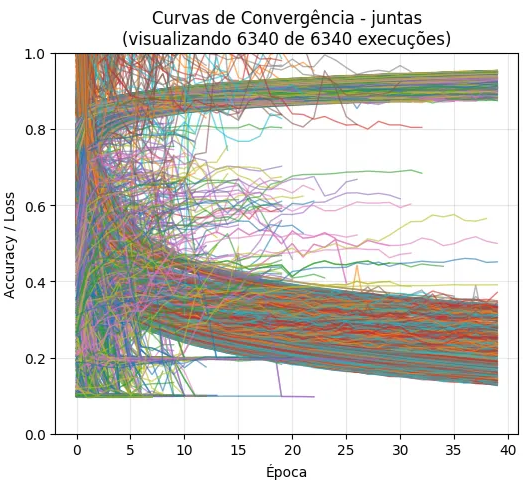 Curvas de Convergência - juntas
(visualizando 6340 de 6340 execuções)
1.0
0.8
0.6
0.4
0.2
0.0
Accuracy / Loss
0 5 10 15 20 25 30 35 40
Época